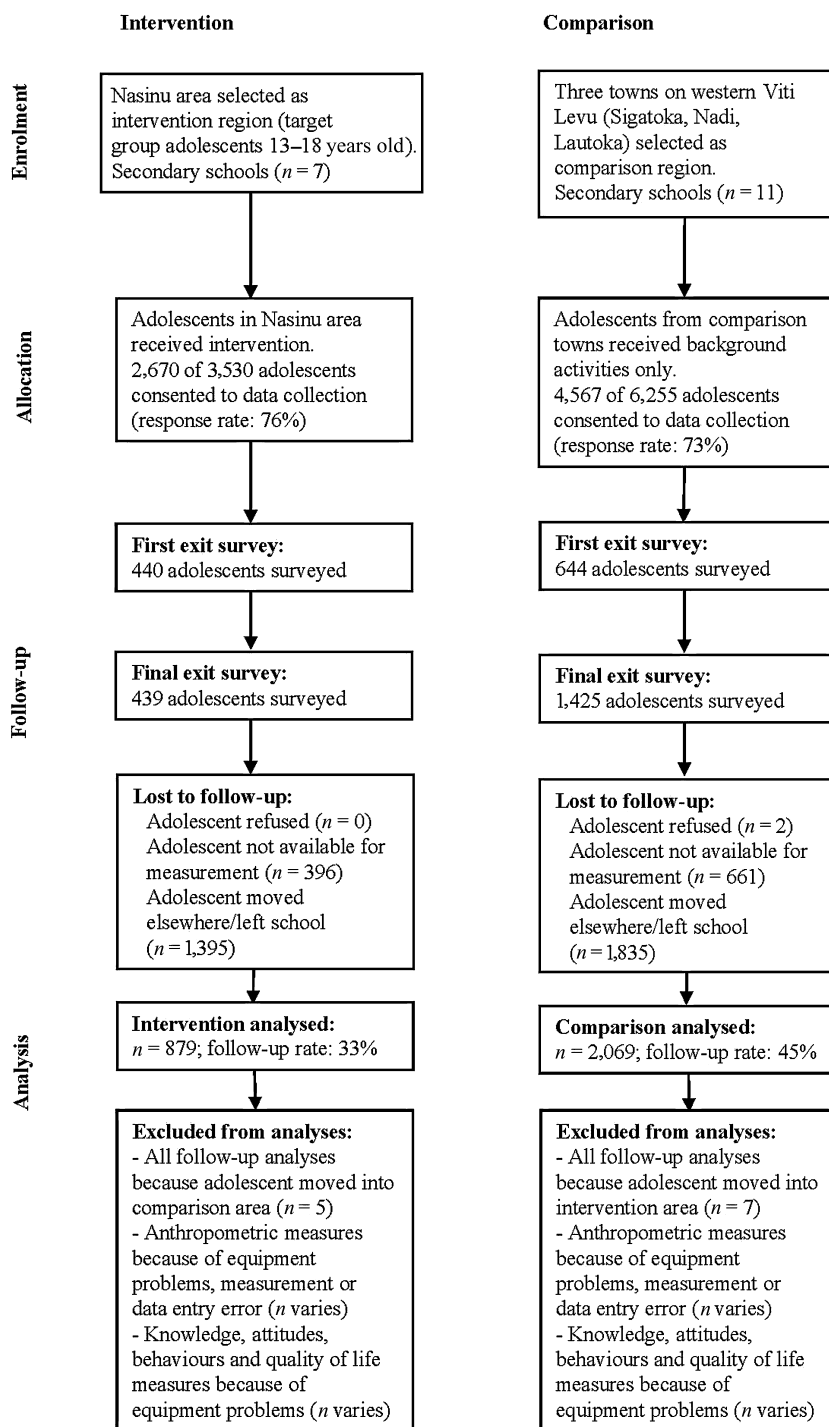 Intervention
Comparison
Enrolment
Nasinu area selected as
intervention region (target
group adolescents 13–18 years old).
Secondary schools (n = 7)
Three towns on western Viti
Levu (Sigatoka, Nadi,
Lautoka) selected as
comparison region.
Secondary schools (n = 11)
Allocation
Adolescents in Nasinu area
received intervention.
2,670 of 3,530 adolescents
consented to data collection
(response rate: 76%)
Adolescents from comparison
towns received background
activities only.
4,567 of 6,255 adolescents
consented to data collection
(response rate: 73%)
Follow-up
First exit survey:
440 adolescents surveyed
First exit survey:
644 adolescents surveyed
Final exit survey:
439 adolescents surveyed
Final exit survey:
1,425 adolescents surveyed
Lost to follow-up:
Adolescent refused (n = 0)
Adolescent not available for
measurement (n = 396)
Adolescent moved
elsewhere/left school
(n = 1,395)
Lost to follow-up:
Adolescent refused (n = 2)
Adolescent not available for
measurement (n = 661)
Adolescent moved
elsewhere/left school
(n = 1,835)
Analysis
Intervention analysed:
n = 879; follow-up rate: 33%
Comparison analysed:
n = 2,069; follow-up rate: 45%
Excluded from analyses:
- All follow-up analyses
because adolescent moved into
comparison area (n = 5)
- Anthropometric measures
because of equipment
problems, measurement or
data entry error (n varies)
- Knowledge, attitudes,
behaviours and quality of life
measures because of
equipment problems (n varies)
Excluded from analyses:
- All follow-up analyses
because adolescent moved into
intervention area (n = 7)
- Anthropometric measures
because of equipment
problems, measurement or
data entry error (n varies)
- Knowledge, attitudes,
behaviours and quality of life
measures because of
equipment problems (n varies)